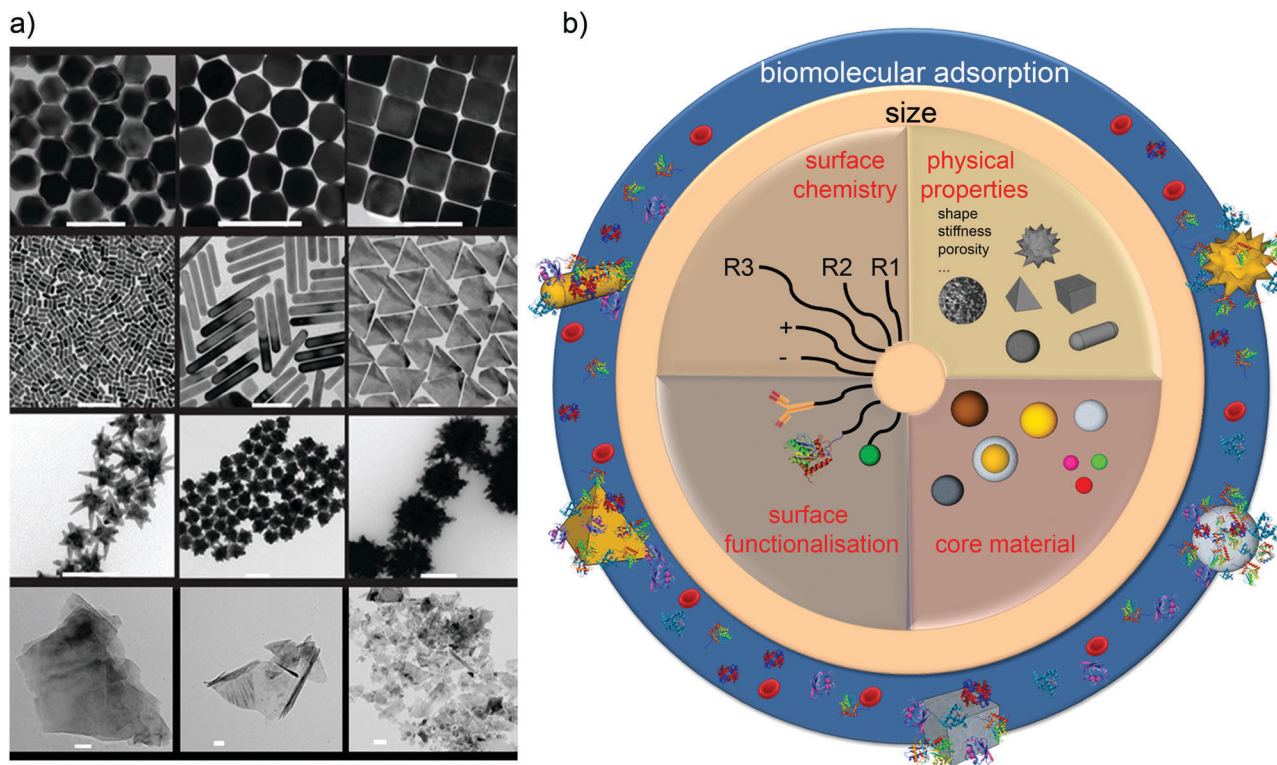 a)
b)
biomolecular adsorption
size
surface
chemistry
physical
properties
shape
stiffness
porosity
...
R3
R2
R1
+
-
surface
functionalisation
core material